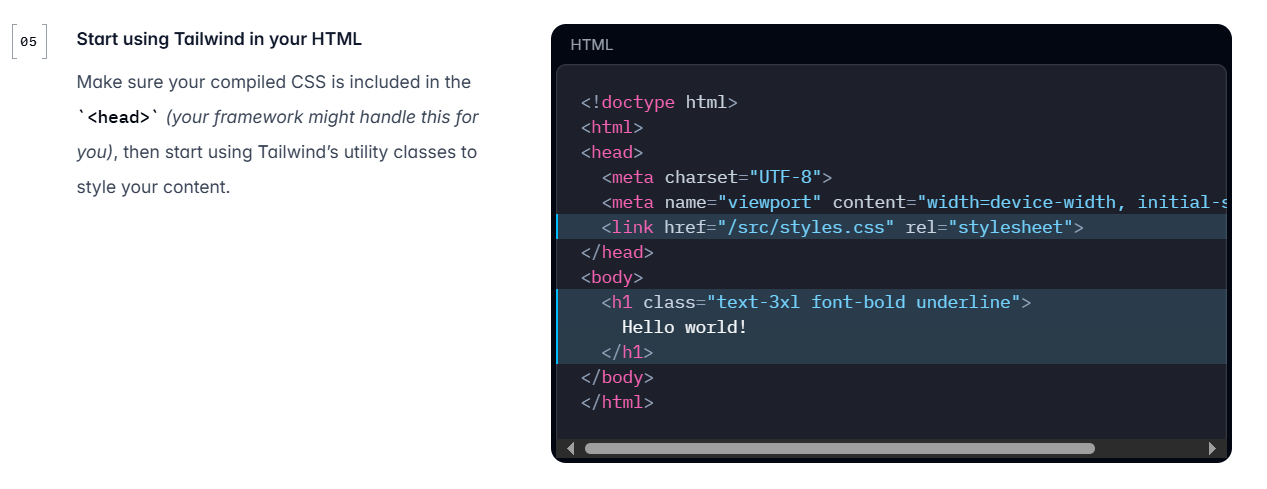 05
Start using Tailwind in your HTML
Make sure your compiled CSS is included in the
`<head>` (your framework might handle this for
you), then start using Tailwind’s utility classes to
style your content.
HTML
<!doctype html>
<html>
<head>
  <meta charset="UTF-8">
  <meta name="viewport" content="width=device-width, initial-s
  <link href="/src/styles.css" rel="stylesheet">
</head>
<body>
  <h1 class="text-3xl font-bold underline">
    Hello world!
  </h1>
</body>
</html>